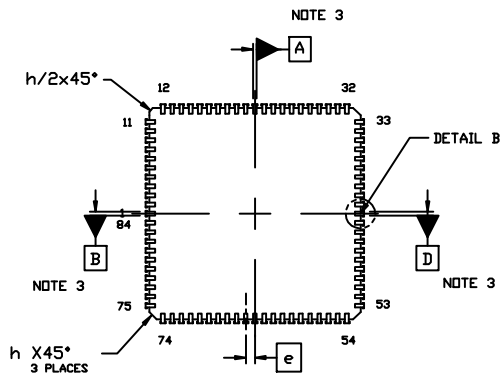 NOTE 3
A
h/2x45°
12
32
11
33
DETAIL B
1
84
B
D
NOTE 3
NOTE 3
75
53
h X45°
3 PLACES
74
54
e